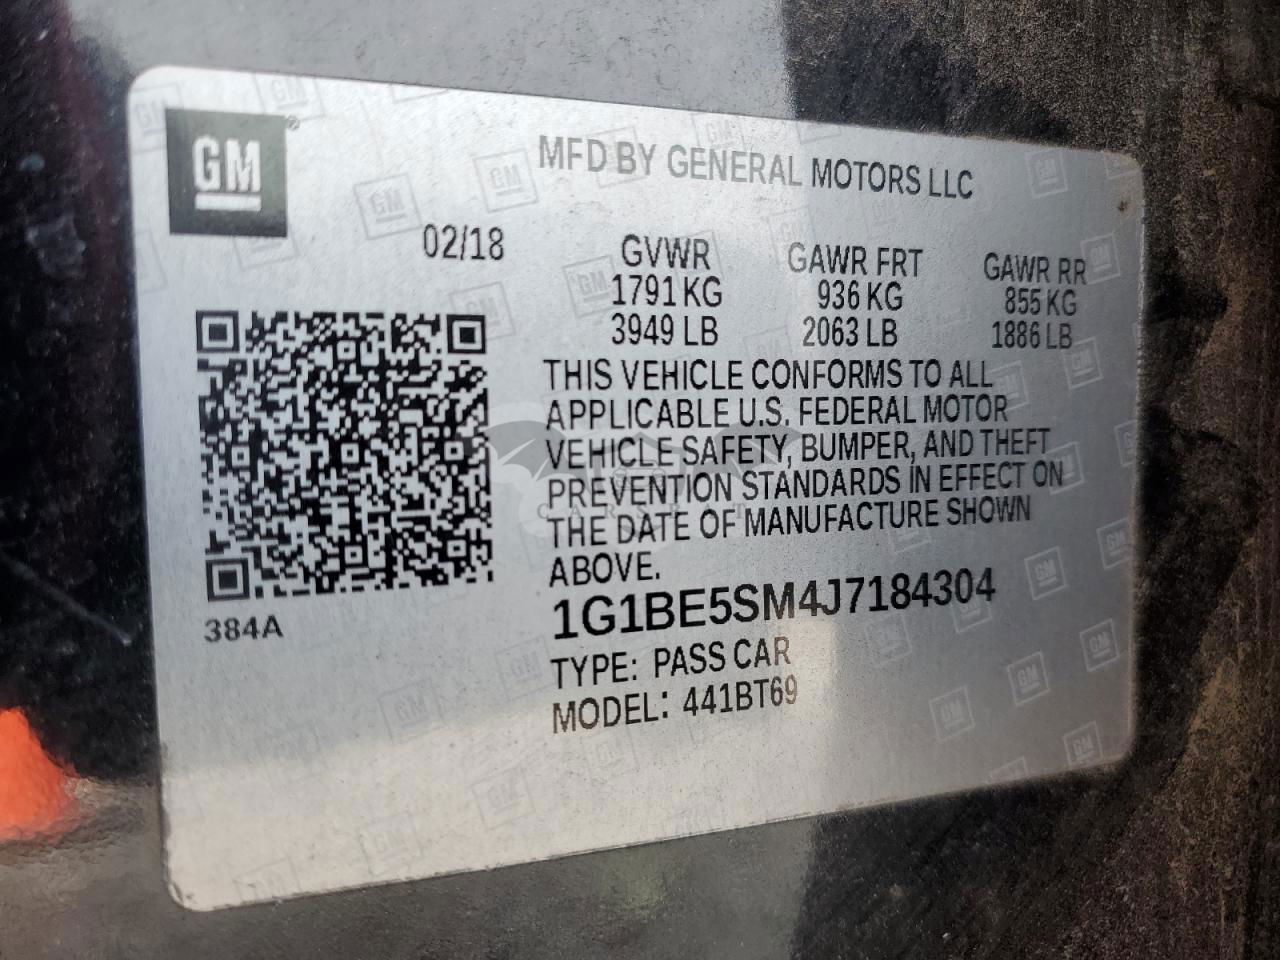 GM
MFD BY GENERAL MOTORS LLC
02/18
GVWR GAWR FRT GAWR RR
1791 KG 936 KG 855 KG
3949 LB 2063 LB 1886 LB
THIS VEHICLE CONFORMS TO ALL
APPLICABLE U.S. FEDERAL MOTOR
VEHICLE SAFETY, BUMPER, AND THEFT
PREVENTION STANDARDS IN EFFECT ON
THE DATE OF MANUFACTURE SHOWN
ABOVE.
1G1BE5SM4J7184304
TYPE: PASS CAR
MODEL: 441BT69
384A